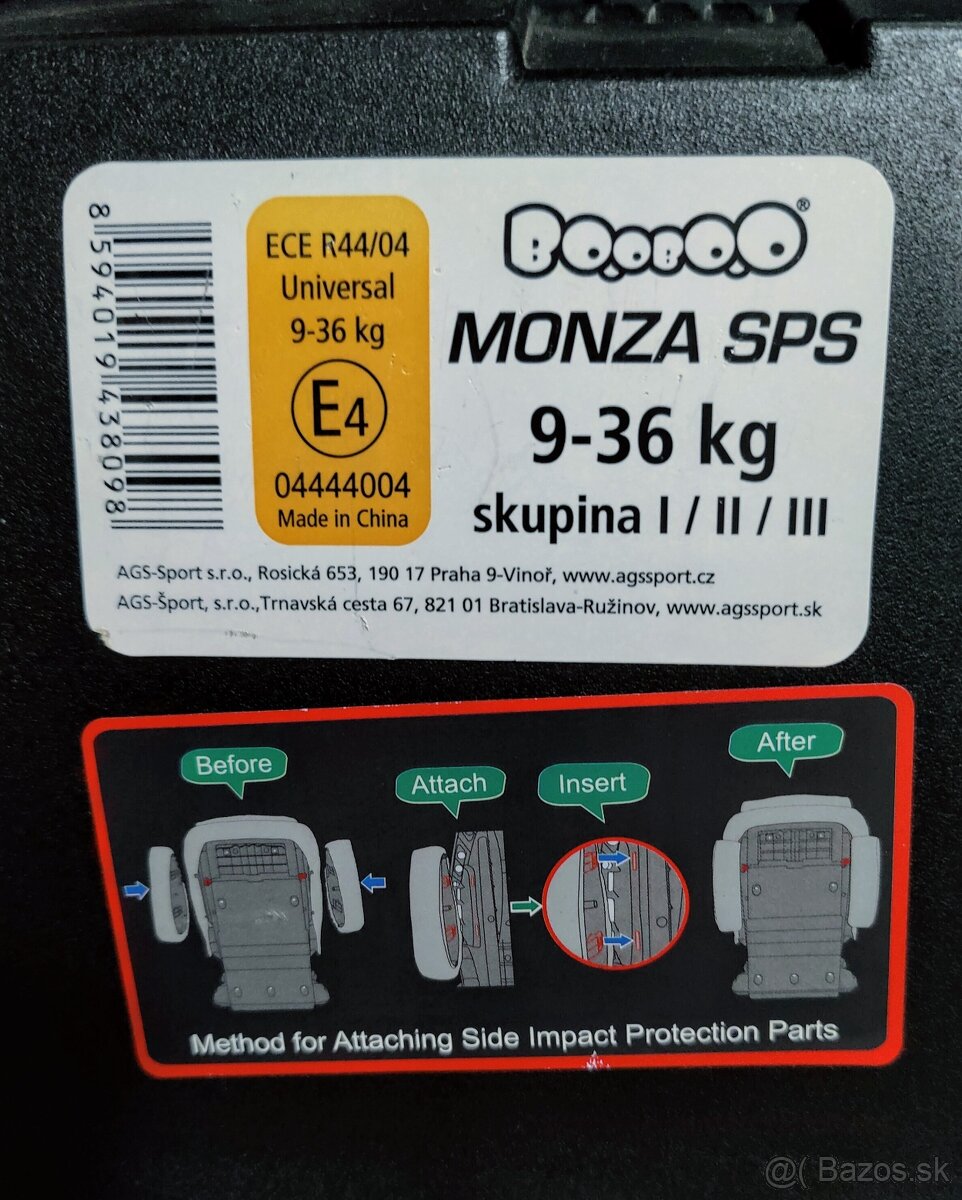 8594019438098
ECE R44/04
Universal
9-36 kg
E4
04444004
Made in China
BooBoo®
MONZA SPS
9-36 kg
skupina I / II / III
AGS-Sport s.r.o., Rosická 653, 190 17 Praha 9-Vinoř, www.agssport.cz
AGS-Šport, s.r.o.,Trnavská cesta 67, 821 01 Bratislava-Ružinov, www.agssport.sk
Before
Attach
Insert
After
Method for Attaching Side Impact Protection Parts
@( Bazos.sk